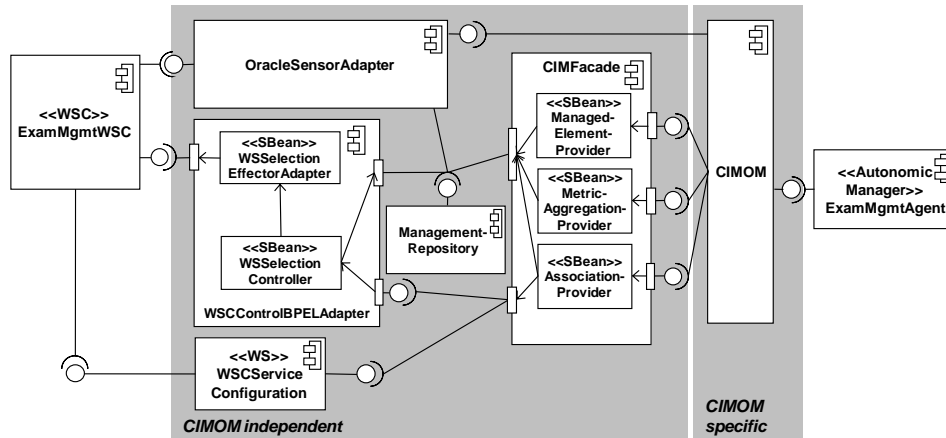 OracleSensorAdapter
<<WSC>>
ExamMgmtWSC
<<SBean>>
WSSelection
EffectorAdapter
<<SBean>>
WSSelection
Controller
WSCControlBPELAdapter
Management-
Repository
<<WS>>
WSCService
Configuration
CIMFacade
<<SBean>>
Managed-
Element-
Provider
<<SBean>>
Metric-
Aggregation-
Provider
<<SBean>>
Association-
Provider
CIMOM
<<Autonomic
Manager>>
ExamMgmtAgent
CIMOM independent
CIMOM
specific